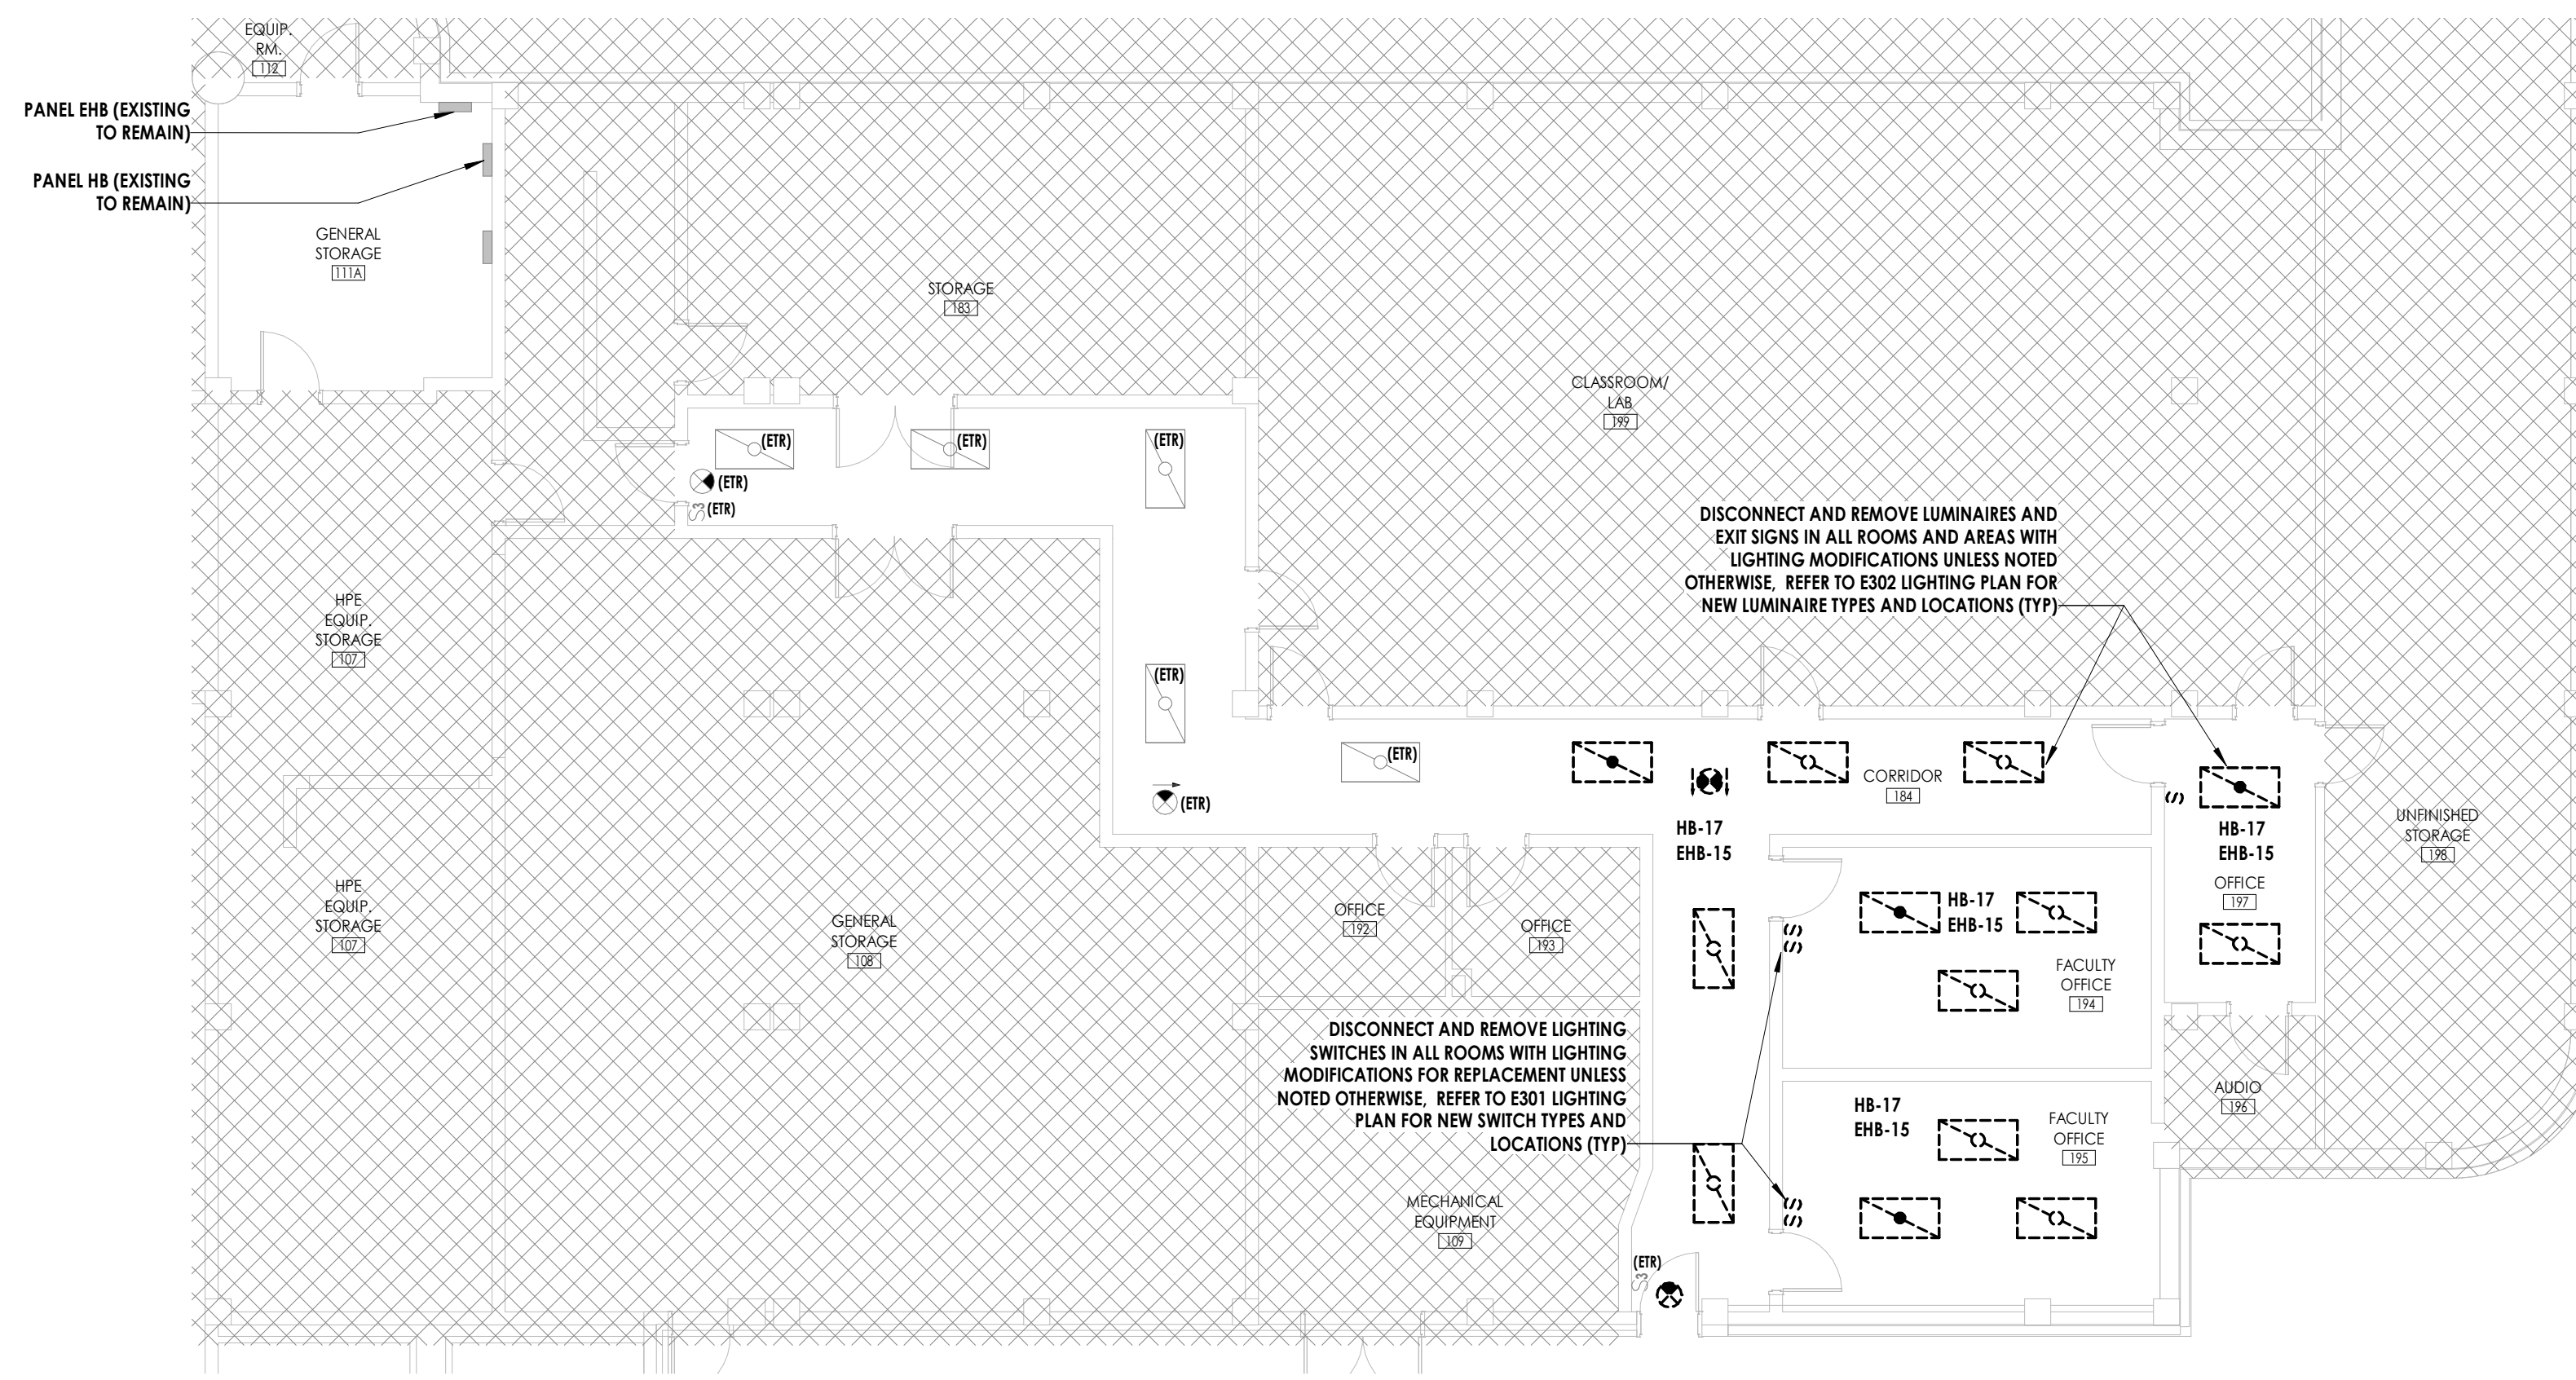 EQUIP.
RM.
112
PANEL EHB (EXISTING
TO REMAIN)
PANEL HB (EXISTING
TO REMAIN)
GENERAL
STORAGE
111A
STORAGE
183
CLASSROOM/
LAB
199
(ETR)
(ETR)
(ETR)
(ETR)
S3 (ETR)
DISCONNECT AND REMOVE LUMINAIRES AND
EXIT SIGNS IN ALL ROOMS AND AREAS WITH
LIGHTING MODIFICATIONS UNLESS NOTED
OTHERWISE, REFER TO E302 LIGHTING PLAN FOR
NEW LUMINAIRE TYPES AND LOCATIONS (TYP)
HPE
EQUIP.
STORAGE
107
(ETR)
(ETR)
(ETR)
CORRIDOR
184
(S)
HB-17
EHB-15
HB-17
EHB-15
UNFINISHED
STORAGE
198
OFFICE
197
HPE
EQUIP.
STORAGE
107
GENERAL
STORAGE
108
OFFICE
192
OFFICE
193
HB-17
EHB-15
(S)
(S)
FACULTY
OFFICE
194
DISCONNECT AND REMOVE LIGHTING
SWITCHES IN ALL ROOMS WITH LIGHTING
MODIFICATIONS FOR REPLACEMENT UNLESS
NOTED OTHERWISE, REFER TO E301 LIGHTING
PLAN FOR NEW SWITCH TYPES AND
LOCATIONS (TYP)
HB-17
EHB-15
FACULTY
OFFICE
195
AUDIO
196
MECHANICAL
EQUIPMENT
109
(S)
(S)
(ETR)
S3